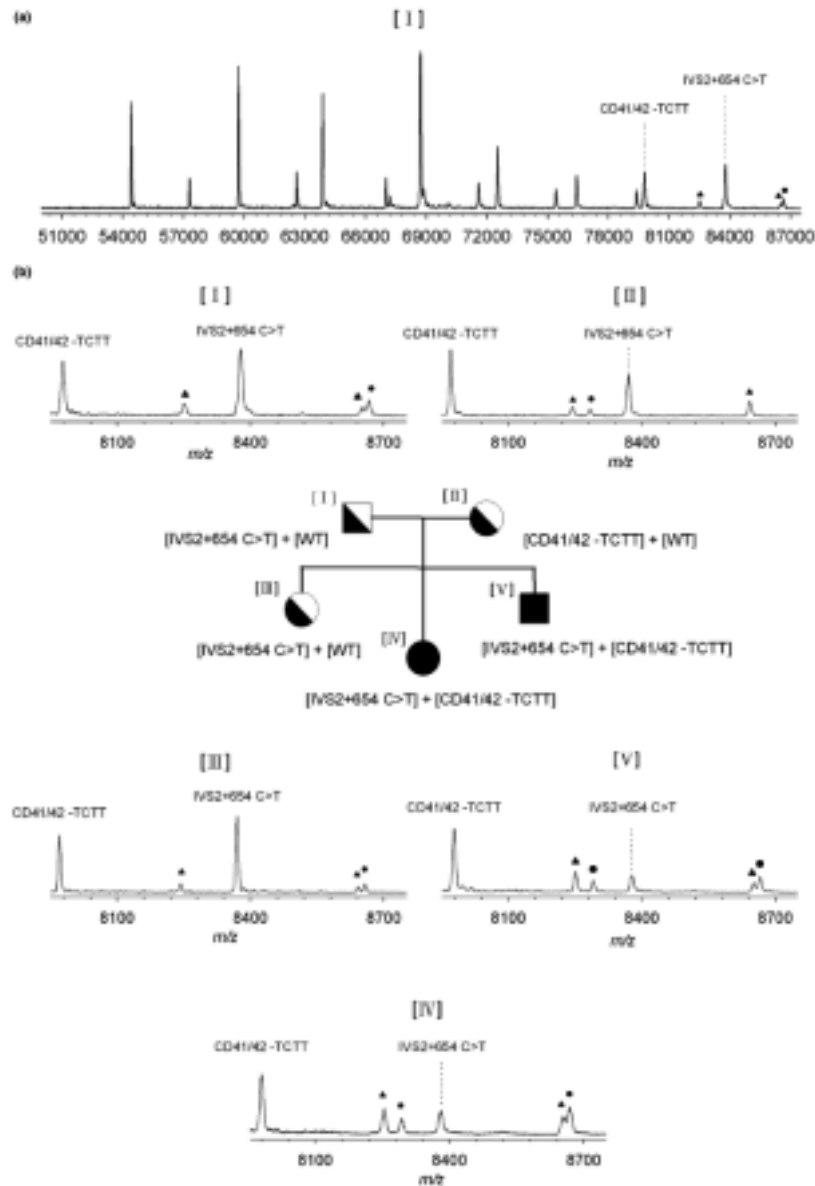 (a)
[ I ]
IVS2+654 C>T
CD41/42 -TCTT
51000 54000 57000 60000 63000 66000 69000 72000 75000 78000 81000 84000 87000
(b)
[ I ]
[ II ]
CD41/42 -TCTT
IVS2+654 C>T
CD41/42 -TCTT
IVS2+654 C>T
8100 8400 8700
m/z
8100 8400 8700
m/z
[ I ]
[II]
[IVS2+654 C>T] + [WT]
[CD41/42 -TCTT] + [WT]
[III]
[V]
[IV]
[IVS2+654 C>T] + [WT]
[IVS2+654 C>T] + [CD41/42 -TCTT]
[IVS2+654 C>T] + [CD41/42 -TCTT]
[III]
[V]
CD41/42 -TCTT
IVS2+654 C>T
CD41/42 -TCTT
IVS2+654 C>T
8100 8400 8700
m/z
8100 8400 8700
m/z
[IV]
CD41/42 -TCTT
IVS2+654 C>T
8100 8400 8700
m/z